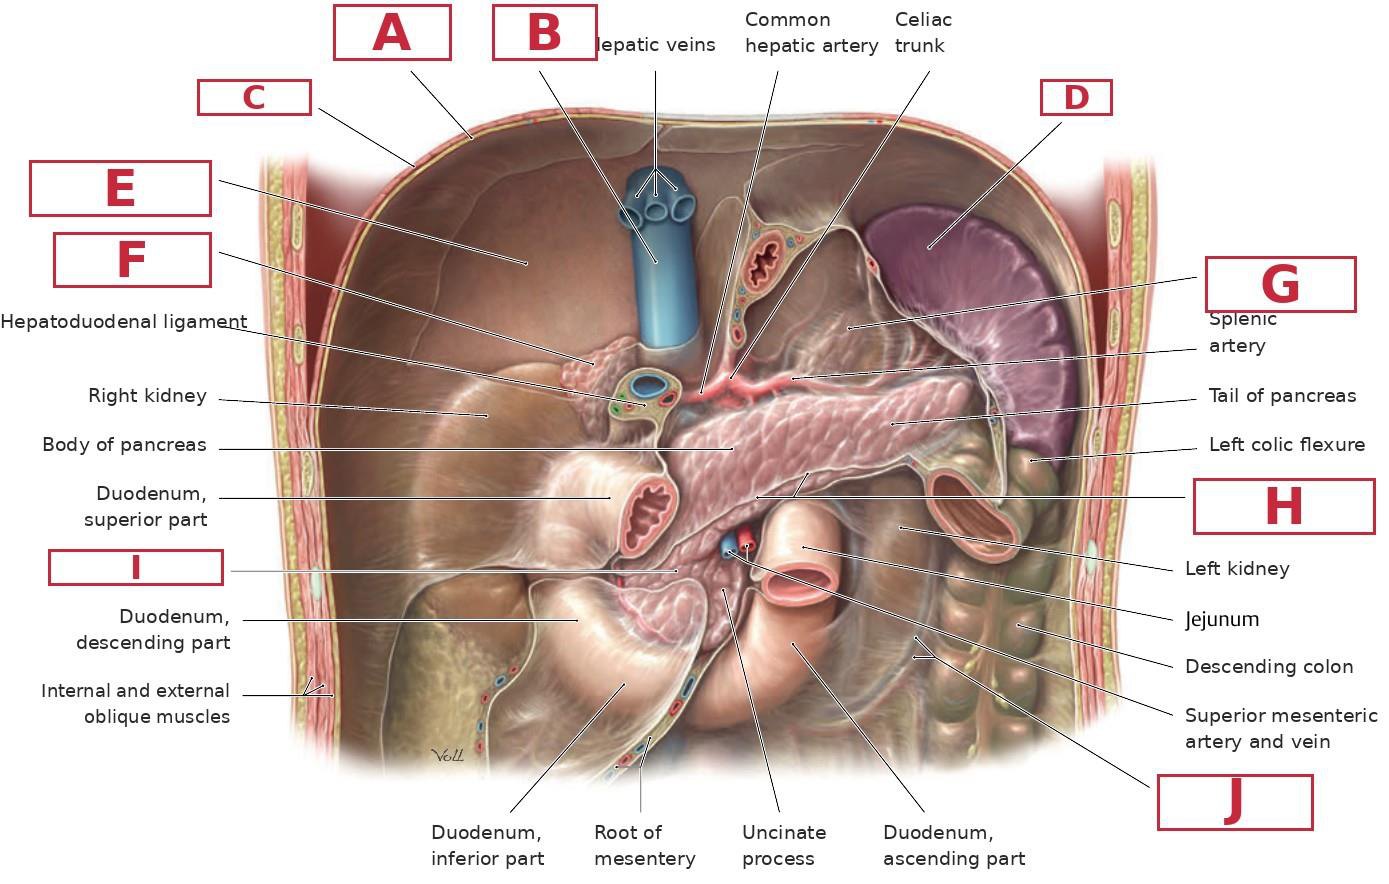 A
B
epatic veins
Common
hepatic artery
Celiac
trunk
C
D
E
F
G
Hepatoduodenal ligament
Splenic
artery
Right kidney
Tail of pancreas
Body of pancreas
Left colic flexure
Duodenum,
superior part
H
I
Left kidney
Duodenum,
descending part
Jejunum
Descending colon
Internal and external
oblique muscles
Superior mesenteric
artery and vein
Voll
J
Duodenum,
inferior part
Root of
mesentery
Uncinate
process
Duodenum,
ascending part